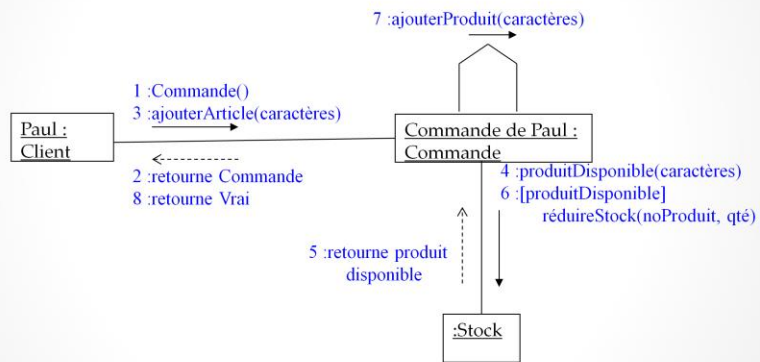 7 :ajouterProduit(caractères)
1 :Commande()
3 :ajouterArticle(caractères)
Paul :
Client
Commande de Paul :
Commande
2 :retourne Commande
8 :retourne Vrai
4 :produitDisponible(caractères)
6 :[produitDisponible]
réduireStock(noProduit, qté)
5 :retourne produit
disponible
:Stock